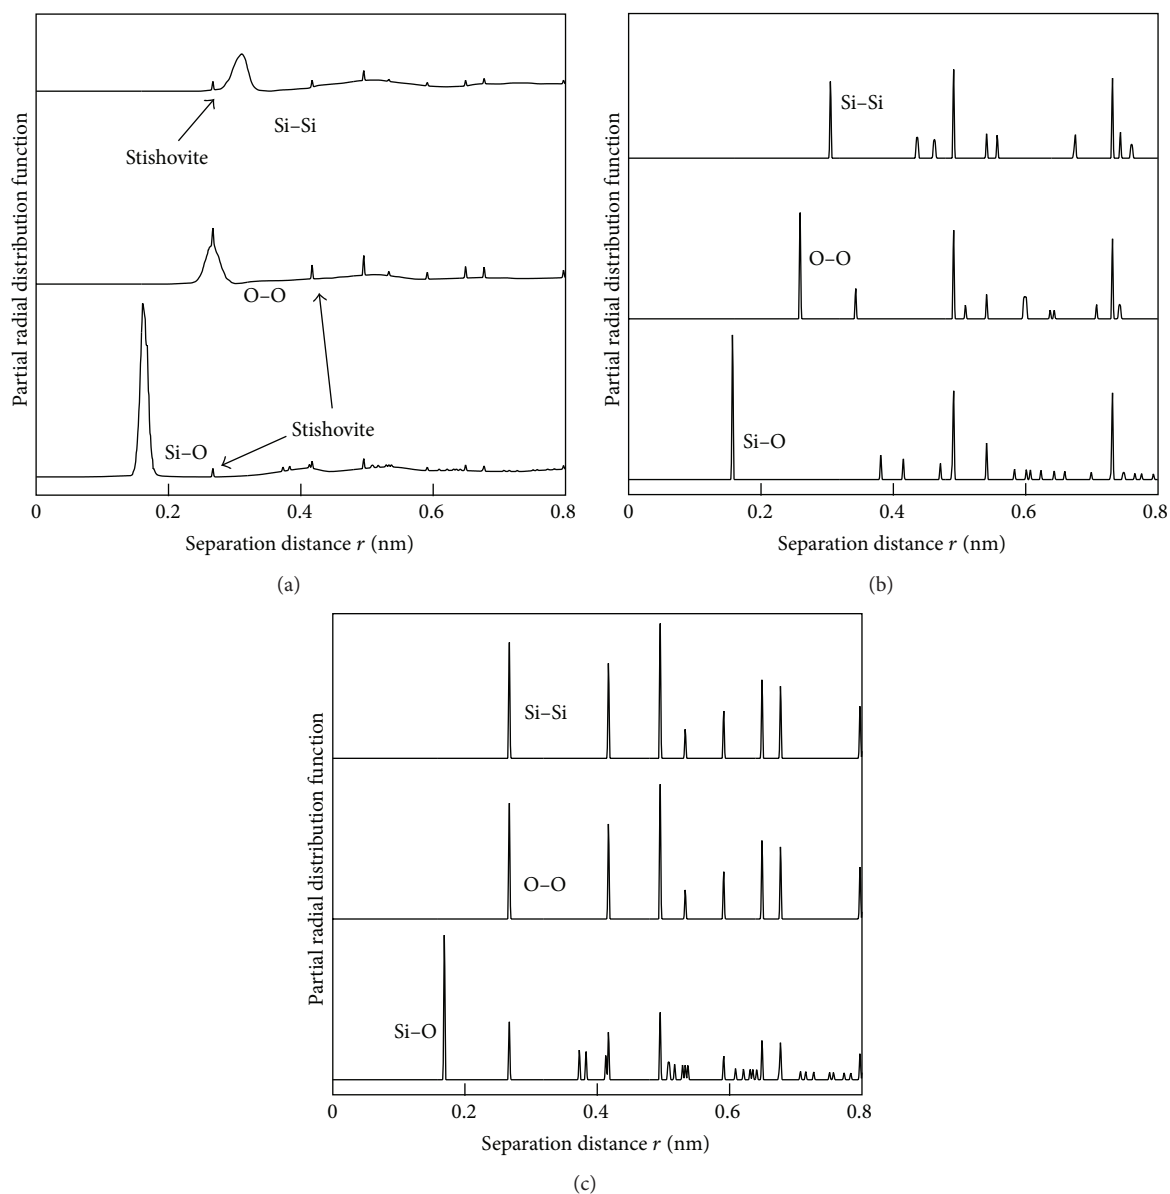 Partial radial distribution function
Si–Si
Stishovite
O–O
Stishovite
Si–O
0 0.2 0.4 0.6 0.8
Separation distance r (nm)
(a)
Partial radial distribution function
Si–Si
O–O
Si–O
0 0.2 0.4 0.6 0.8
Separation distance r (nm)
(b)
Partial radial distribution function
Si–Si
O–O
Si–O
0 0.2 0.4 0.6 0.8
Separation distance r (nm)
(c)